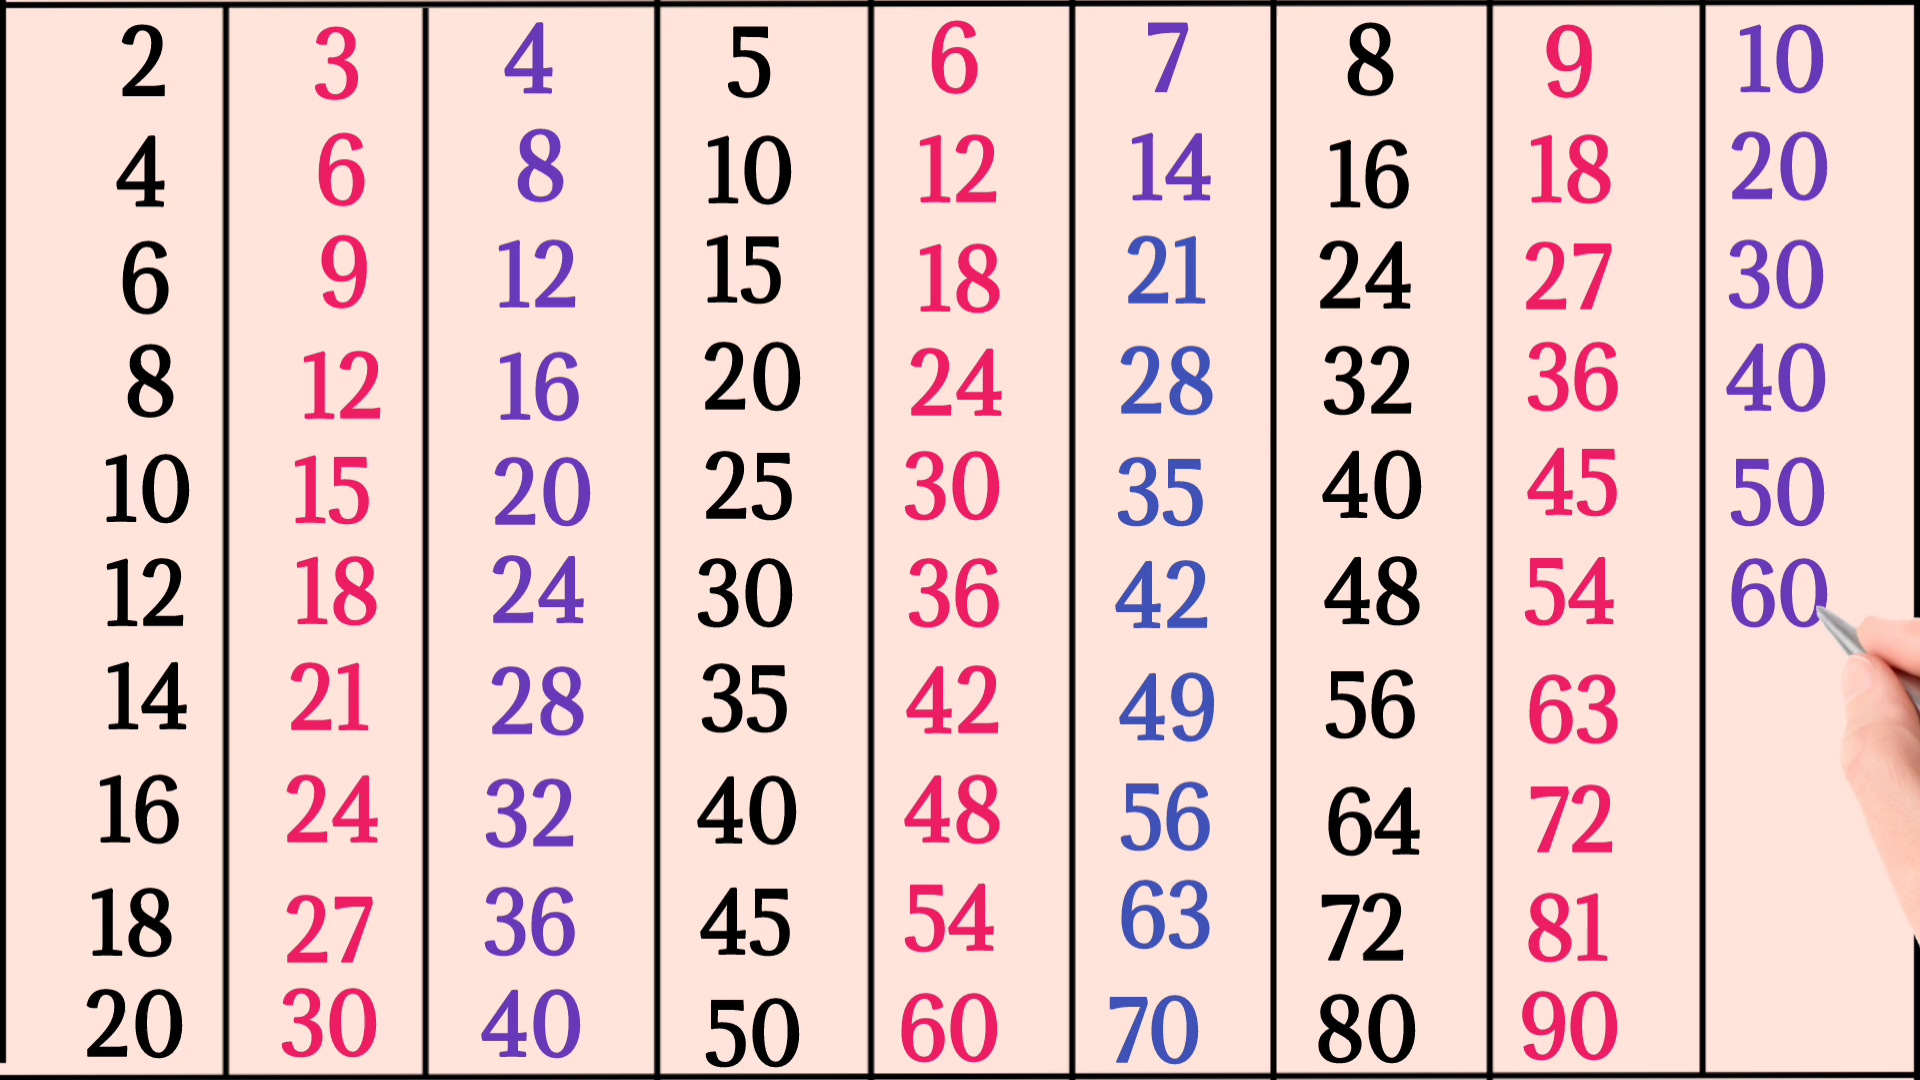 2 3 4 5 6 7 8 9 10
4 6 8 10 12 14 16 18 20
6 9 12 15 18 21 24 27 30
8 12 16 20 24 28 32 36 40
10 15 20 25 30 35 40 45 50
12 18 24 30 36 42 48 54 60
14 21 28 35 42 49 56 63
16 24 32 40 48 56 64 72
18 27 36 45 54 63 72 81
20 30 40 50 60 70 80 90